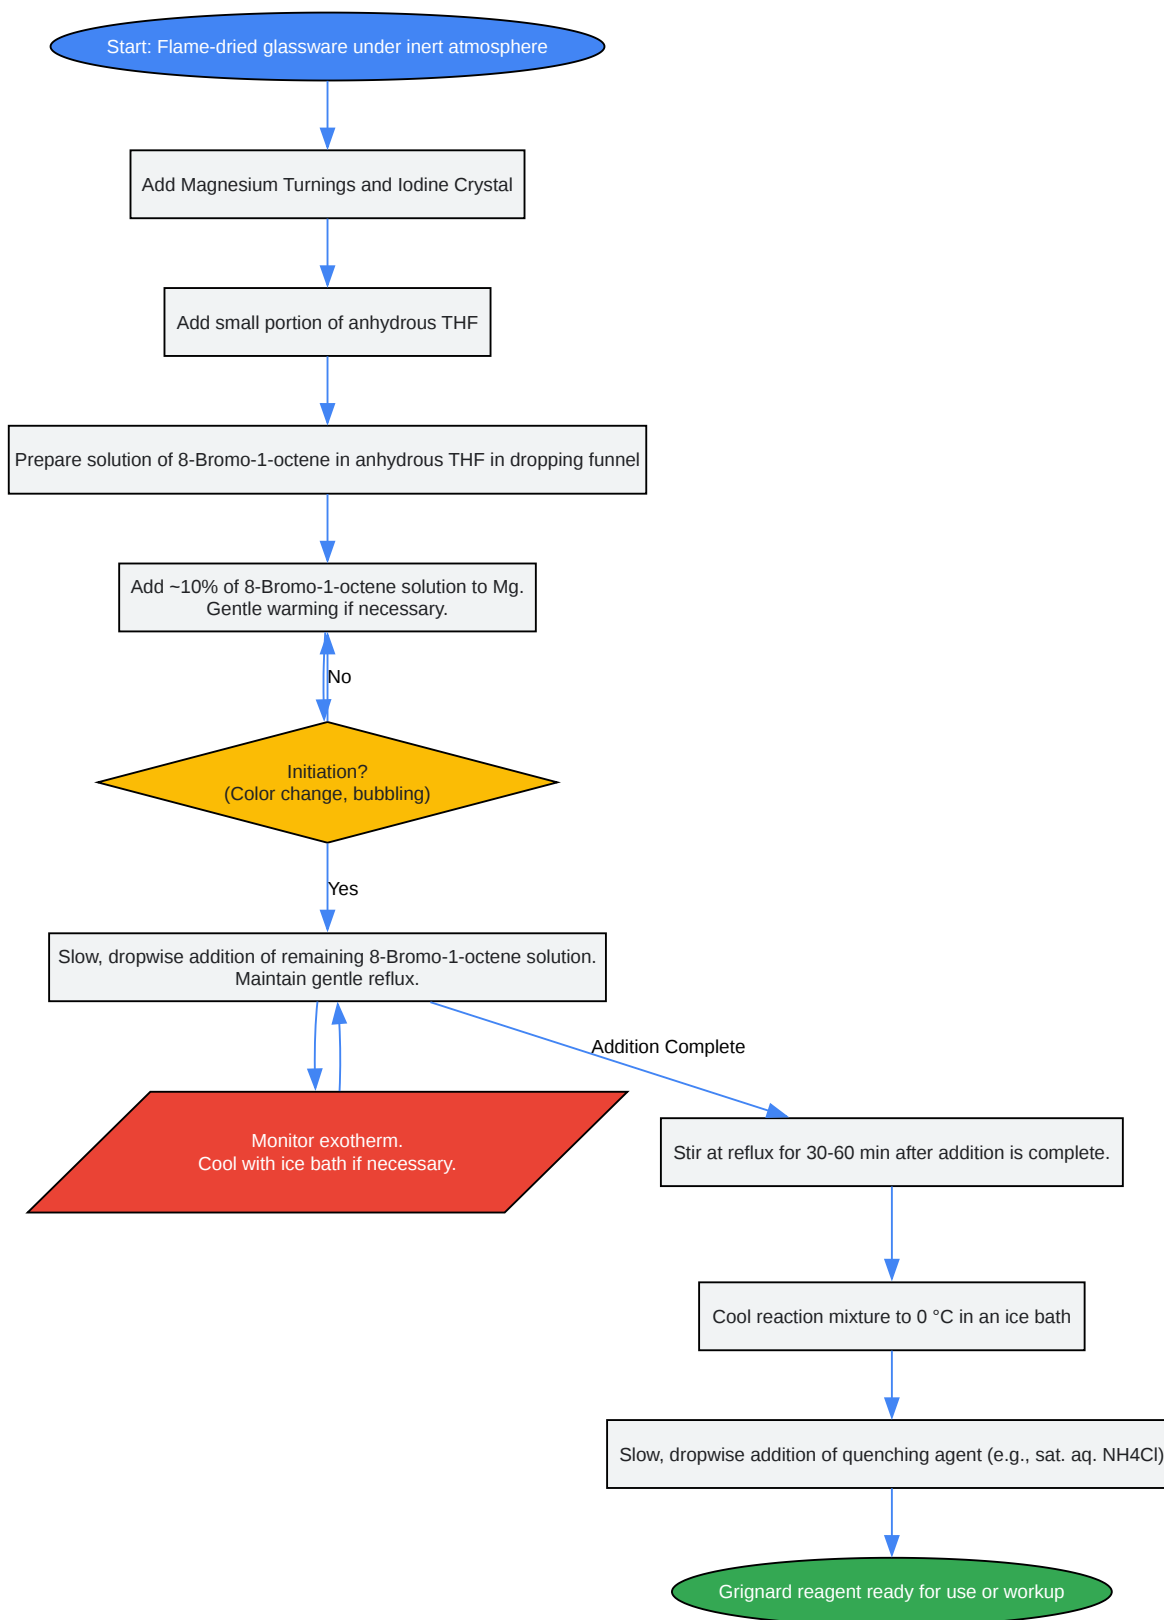 Start: Flame-dried glassware under inert atmosphere
Add Magnesium Turnings and Iodine Crystal
Add small portion of anhydrous THF
Prepare solution of 8-Bromo-1-octene in anhydrous THF in dropping funnel
Add ~10% of 8-Bromo-1-octene solution to Mg.
Gentle warming if necessary.
No
Initiation?
(Color change, bubbling)
Yes
Slow, dropwise addition of remaining 8-Bromo-1-octene solution.
Maintain gentle reflux.
Addition Complete
Monitor exotherm.
Cool with ice bath if necessary.
Stir at reflux for 30-60 min after addition is complete.
Cool reaction mixture to 0 °C in an ice bath
Slow, dropwise addition of quenching agent (e.g., sat. aq. NH4Cl)
Grignard reagent ready for use or workup